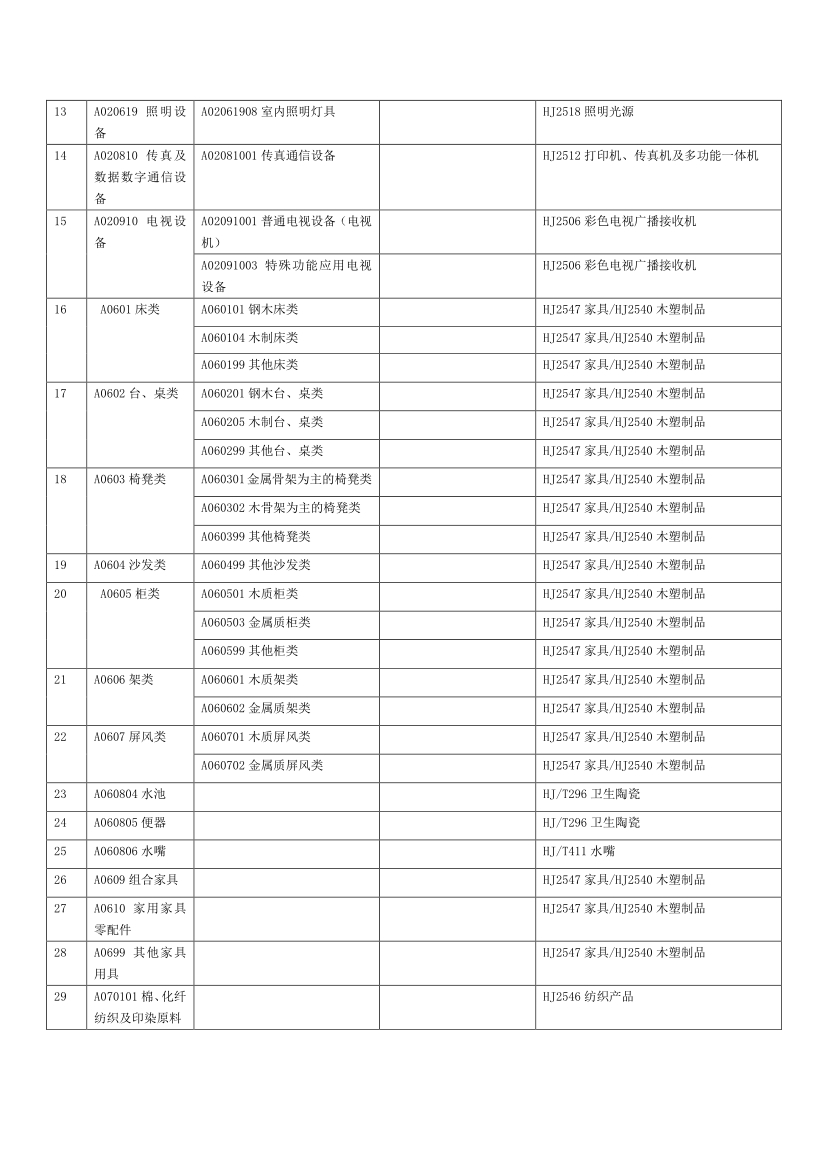 13 A020619 照明设 A02061908 室内照明灯具 HJ2518 照明光源
备
14 A020810 传真及 A02081001 传真通信设备 HJ2512 打印机、传真机及多功能一体机
数据数字通信设
备
15 A020910 电视设 A02091001 普通电视设备（电视 HJ2506 彩色电视广播接收机
备 机）
A02091003 特殊功能应用电视 HJ2506 彩色电视广播接收机
设备
16 A0601 床类 A060101 钢木床类 HJ2547 家具/HJ2540 木塑制品
A060104 木制床类 HJ2547 家具/HJ2540 木塑制品
A060199 其他床类 HJ2547 家具/HJ2540 木塑制品
17 A0602 台、桌类 A060201 钢木台、桌类 HJ2547 家具/HJ2540 木塑制品
A060205 木制台、桌类 HJ2547 家具/HJ2540 木塑制品
A060299 其他台、桌类 HJ2547 家具/HJ2540 木塑制品
18 A0603 椅凳类 A060301 金属骨架为主的椅凳类 HJ2547 家具/HJ2540 木塑制品
A060302 木骨架为主的椅凳类 HJ2547 家具/HJ2540 木塑制品
A060399 其他椅凳类 HJ2547 家具/HJ2540 木塑制品
19 A0604 沙发类 A060499 其他沙发类 HJ2547 家具/HJ2540 木塑制品
20 A0605 柜类 A060501 木质柜类 HJ2547 家具/HJ2540 木塑制品
A060503 金属质柜类 HJ2547 家具/HJ2540 木塑制品
A060599 其他柜类 HJ2547 家具/HJ2540 木塑制品
21 A0606 架类 A060601 木质架类 HJ2547 家具/HJ2540 木塑制品
A060602 金属质架类 HJ2547 家具/HJ2540 木塑制品
22 A0607 屏风类 A060701 木质屏风类 HJ2547 家具/HJ2540 木塑制品
A060702 金属质屏风类 HJ2547 家具/HJ2540 木塑制品
23 A060804 水池 HJ/T296 卫生陶瓷
24 A060805 便器 HJ/T296 卫生陶瓷
25 A060806 水嘴 HJ/T411 水嘴
26 A0609 组合家具 HJ2547 家具/HJ2540 木塑制品
27 A0610 家用家具 HJ2547 家具/HJ2540 木塑制品
零配件
28 A0699 其他家具 HJ2547 家具/HJ2540 木塑制品
用具
29 A070101 棉、化纤 HJ2546 纺织产品
纺织及印染原料